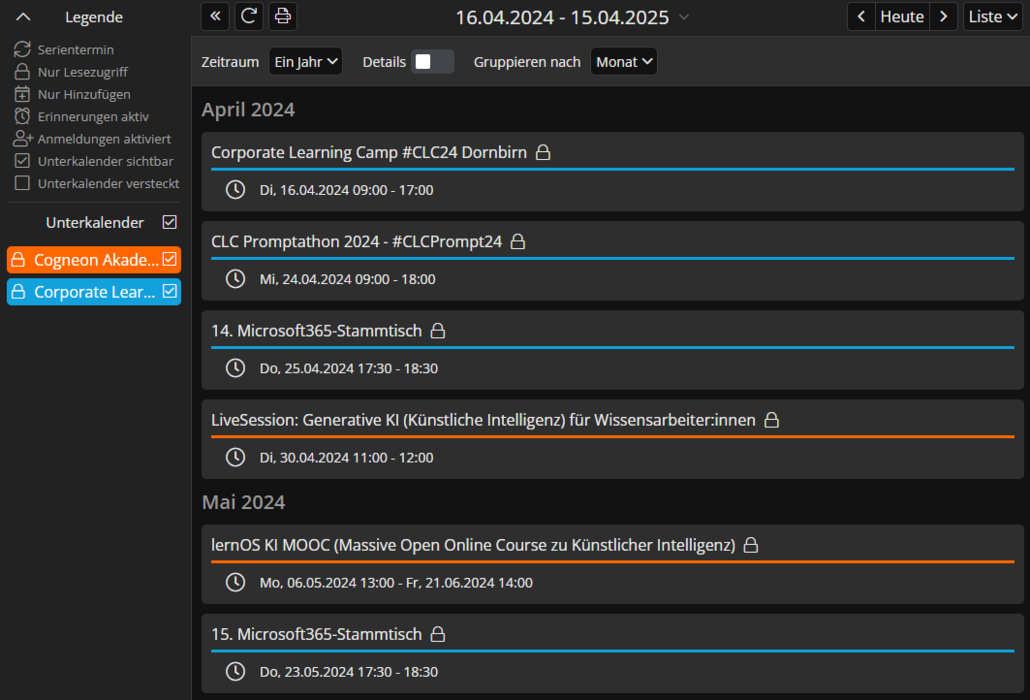 Legende
Serientermin
Nur Lesezugriff
Nur Hinzufügen
Erinnerungen aktiv
Anmeldungen aktiviert
Unterkalender sichtbar
Unterkalender versteckt
Unterkalender
Cogneon Akade...
Corporate Lear...
16.04.2024 - 15.04.2025
Heute
Liste
Zeitraum Ein Jahr Details Gruppieren nach Monat
April 2024
Corporate Learning Camp #CLC24 Dornbirn
Di, 16.04.2024 09:00 - 17:00
CLC Promptathon 2024 - #CLCPrompt24
Mi, 24.04.2024 09:00 - 18:00
14. Microsoft365-Stammtisch
Do, 25.04.2024 17:30 - 18:30
LiveSession: Generative KI (Künstliche Intelligenz) für Wissensarbeiter:innen
Di, 30.04.2024 11:00 - 12:00
Mai 2024
lernOS KI MOOC (Massive Open Online Course zu Künstlicher Intelligenz)
Mo, 06.05.2024 13:00 - Fr, 21.06.2024 14:00
15. Microsoft365-Stammtisch
Do, 23.05.2024 17:30 - 18:30